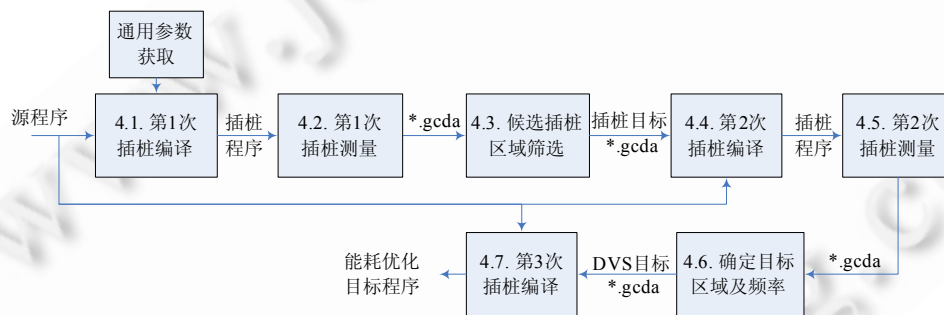 通用参数
获取
源程序
4.1. 第1次
插桩编译
插桩
程序
4.2. 第1次
插桩测量
*.gcda
4.3. 候选插桩
区域筛选
插桩目标
*.gcda
4.4. 第2次
插桩编译
插桩
程序
4.5. 第2次
插桩测量
能耗优化
目标程序
4.7. 第3次
插桩编译
DVS目标
*.gcda
4.6. 确定目标
区域及频率
*.gcda